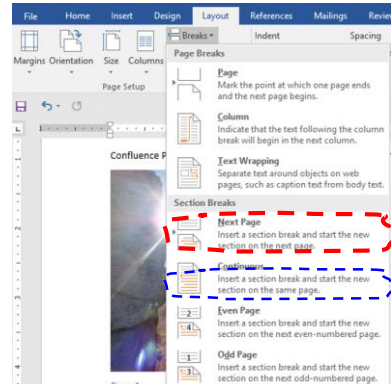 File Home Insert Design Layout References Mailings Revie
Breaks Indent Spacing
Margins Orientation Size Columns
Page Setup
Page Breaks
Page
Mark the point at which one page ends
and the next page begins.
Column
Indicate that the text following the column
break will begin in the next column.
Text Wrapping
Separate text around objects on web
pages, such as caption text from body text.
Section Breaks
Next Page
Insert a section break and start the new
section on the next page.
Continuous
Insert a section break and start the new
section on the same page.
Even Page
Insert a section break and start the new
section on the next even-numbered page.
Odd Page
Insert a section break and start the new
section on the next odd-numbered page.
Confluence P